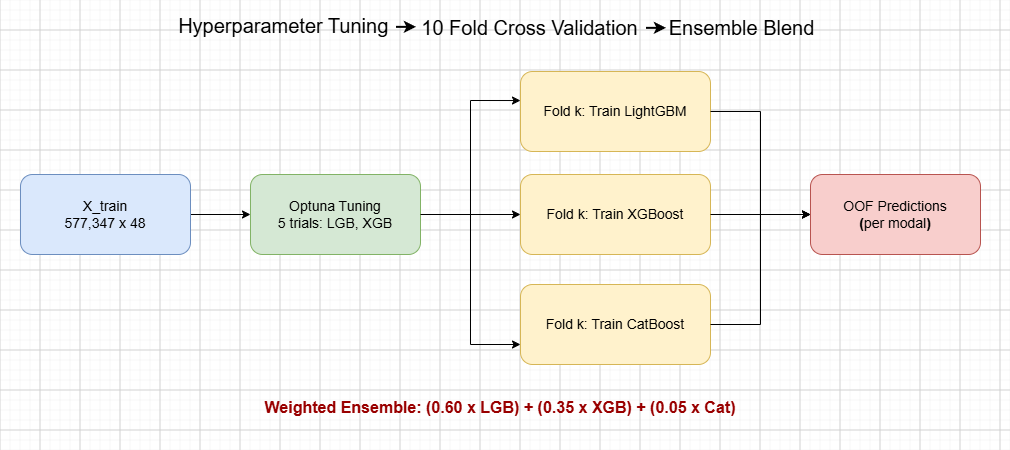 Hyperparameter Tuning → 10 Fold Cross Validation → Ensemble Blend
Fold k: Train LightGBM
X_train
577,347 x 48
Optuna Tuning
5 trials: LGB, XGB
Fold k: Train XGBoost
OOF Predictions
(per modal)
Fold k: Train CatBoost
Weighted Ensemble: (0.60 x LGB) + (0.35 x XGB) + (0.05 x Cat)